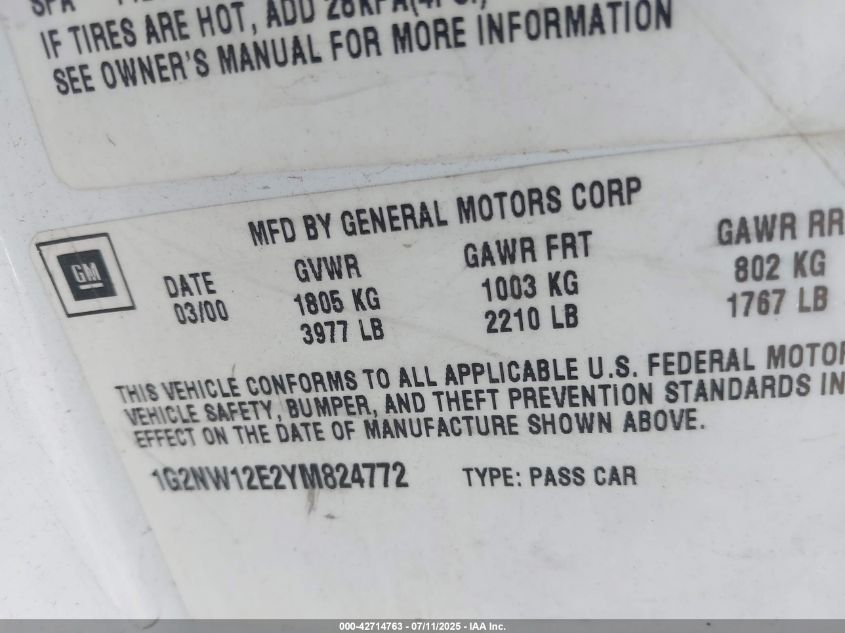 IF TIRES ARE HOT, ADD 28KPA(4PSI)
SEE OWNER'S MANUAL FOR MORE INFORMATION
MFD BY GENERAL MOTORS CORP
GM
DATE GVWR GAWR FRT GAWR RR
03/00 1805 KG 1003 KG 802 KG
3977 LB 2210 LB 1767 LB
THIS VEHICLE CONFORMS TO ALL APPLICABLE U.S. FEDERAL MOTOR
VEHICLE SAFETY, BUMPER, AND THEFT PREVENTION STANDARDS IN
EFFECT ON THE DATE OF MANUFACTURE SHOWN ABOVE.
1G2NW12E2YM824772 TYPE: PASS CAR
000-42714763 - 07/11/2025 - IAA Inc.